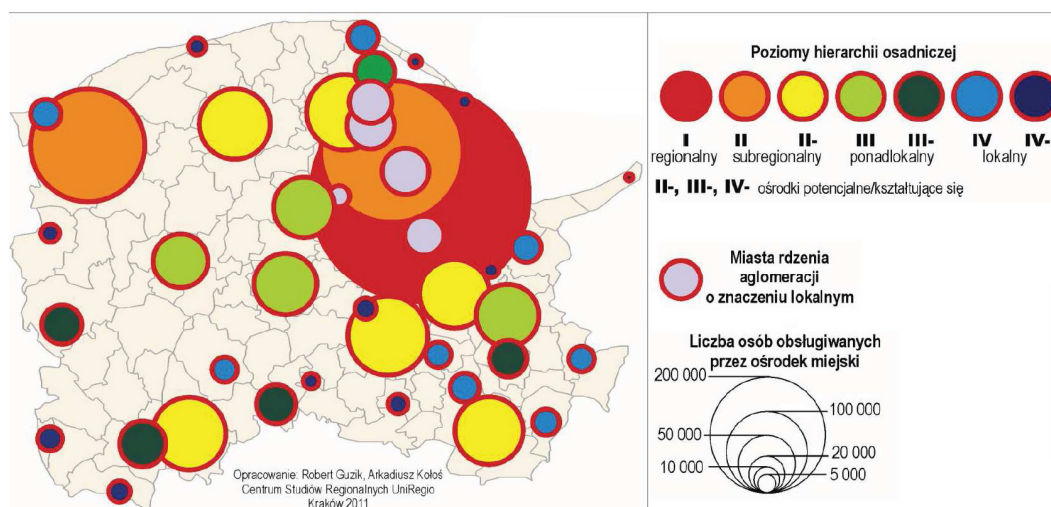 Opracowanie: Robert Guzik, Arkadiusz Kołoś
Centrum Studiów Regionalnych UniRegio
Kraków 2011
Poziomy hierarchii osadniczej
I II II- III III- IV IV-
regionalny subregionalny ponadlokalny lokalny
II-, III-, IV- ośrodki potencjalne/kształtujące się
Miasta rdzenia
aglomeracji
o znaczeniu lokalnym
Liczba osób obsługiwanych
przez ośrodek miejski
200 000
100 000
50 000
20 000
10 000
5 000